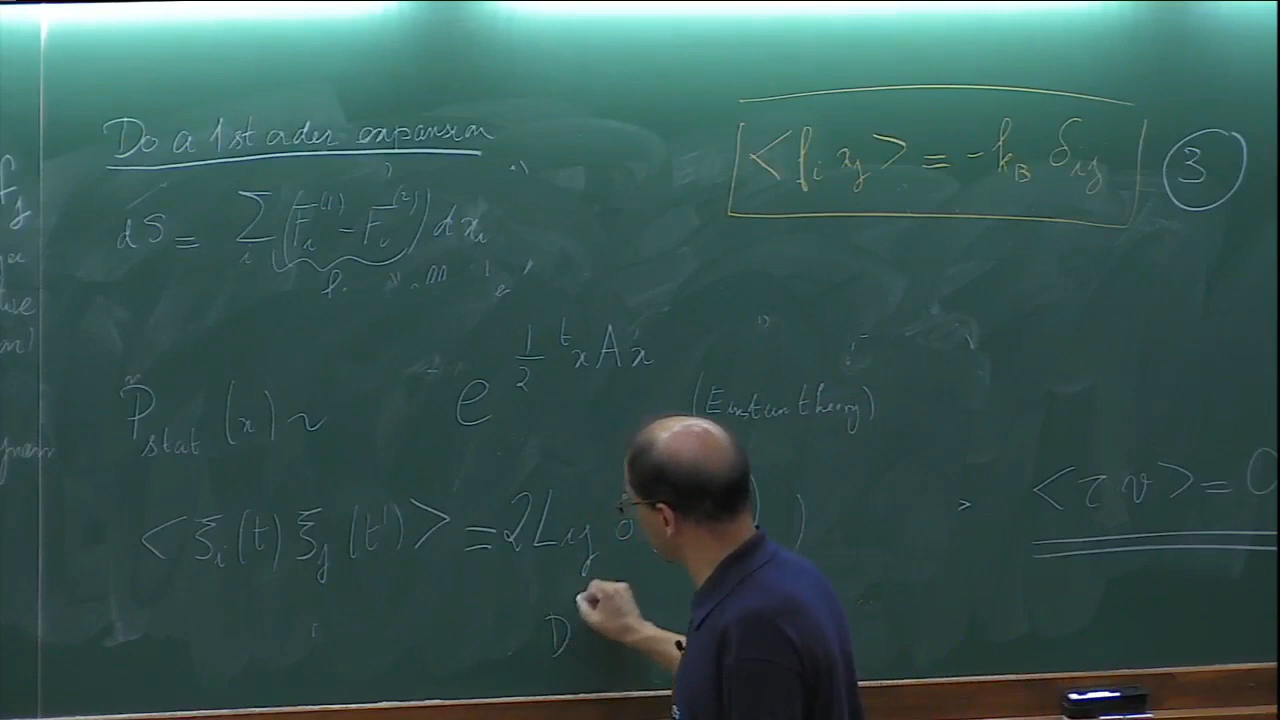 Do a 1st order expansion
dS = ∑_i (F_i^(1) − F_i^(2)) dx_i
f
P_stat (x) ~ e^{1/2 ^t x A x}
(Einstein theory)
<ξ_i(t) ξ_j(t')> = 2L_ij
D
<f_i x_j> = -k_B δ_ij
3
<τ v> = 0